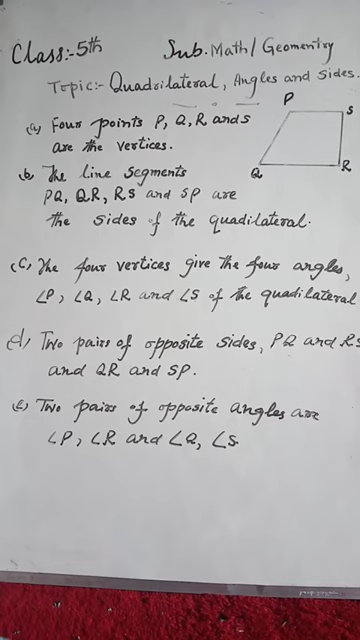 Class:- 5th Sub. Math/Geomentry
Topic:- Quadrilateral, Angles and Sides.
P
S
(a) Four points P, Q, R and S
are the vertices.
Q
R
(b) The line segments
PQ, QR, RS and SP are
the sides of the quadilateral.
(C) The four vertices give the four angles,
∠P, ∠Q, ∠R and ∠S of the quadilateral
(d) Two pairs of opposite sides, PQ and RS
and QR and SP.
(E) Two pairs of opposite angles are
∠P, ∠R and ∠Q, ∠S